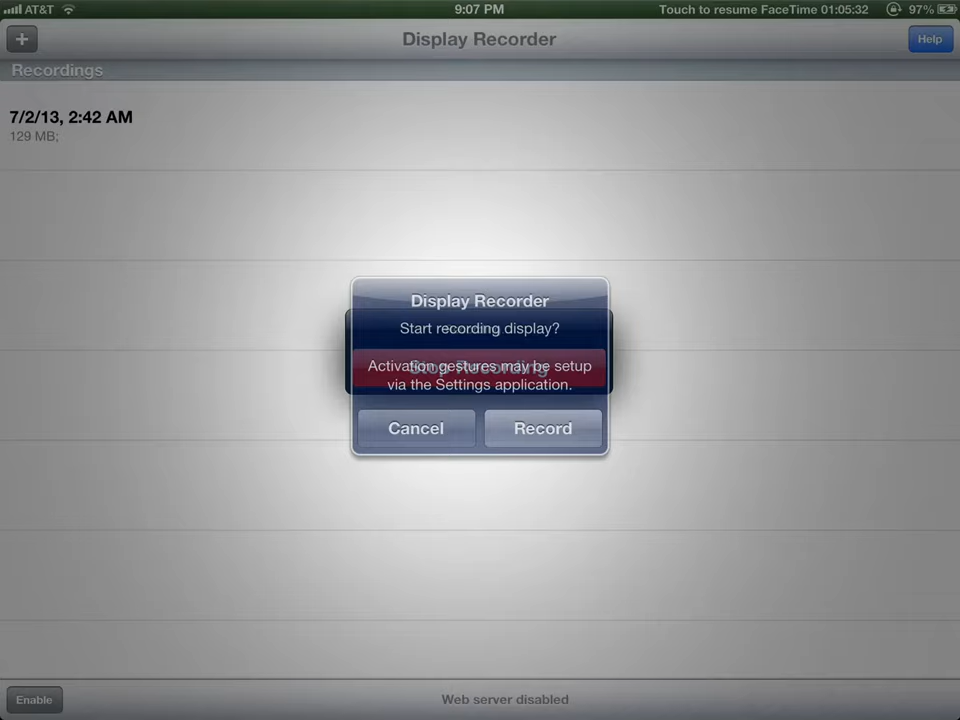 AT&T 9:07 PM Touch to resume FaceTime 01:05:32 97%
+ Display Recorder Help
Recordings
7/2/13, 2:42 AM
129 MB;
Display Recorder
Start recording display?
Stop Recording
Activation gestures may be setup
via the Settings application.
Cancel Record
Enable Web server disabled